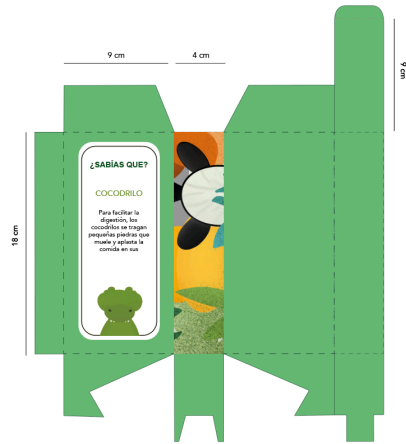 9 cm
4 cm
9 cm
18 cm
¿SABÍAS QUE?
COCODRILO
Para facilitar la
digestión, los
cocodrilos se tragan
pequeñas piedras que
muele y aplasta la
comida en sus